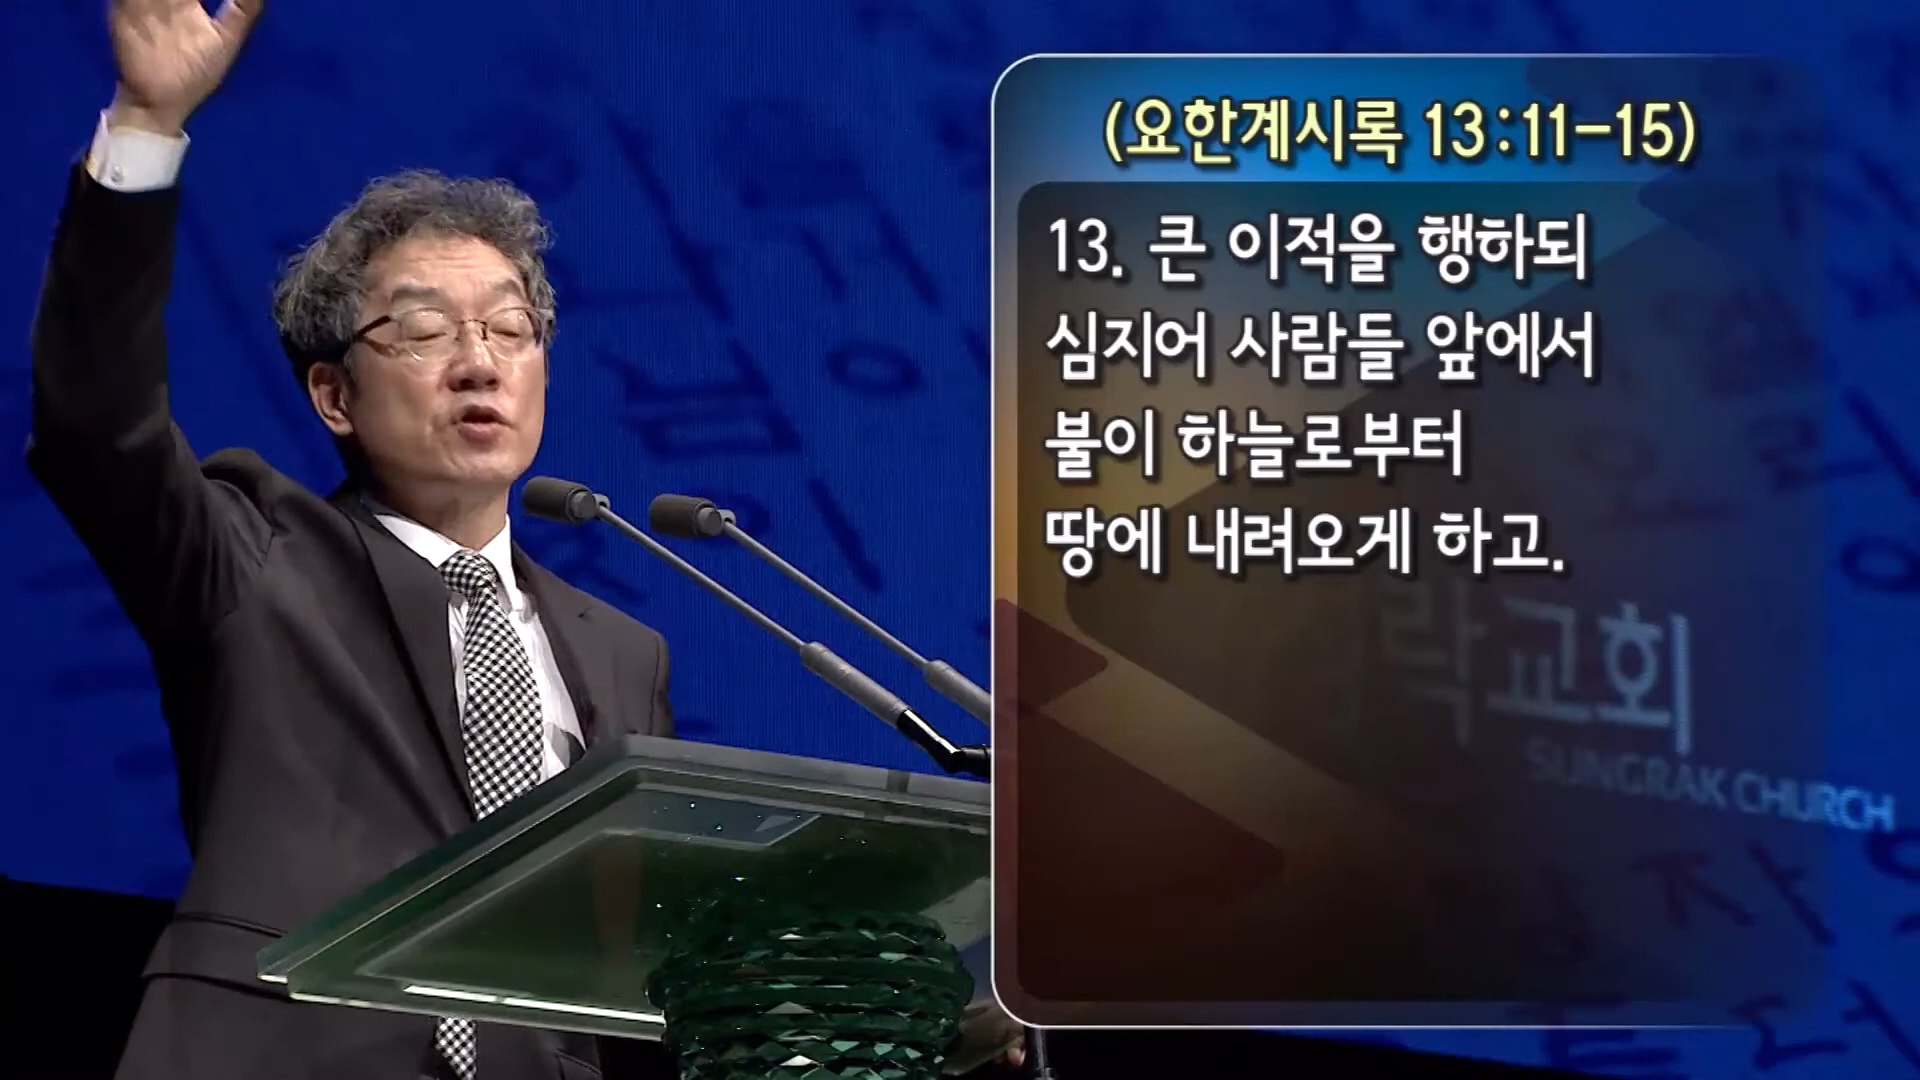 (요한계시록 13:11-15)
13. 큰 이적을 행하되
심지어 사람들 앞에서
불이 하늘로부터
땅에 내려오게 하고.
락교회
SUNGRAK CHURCH